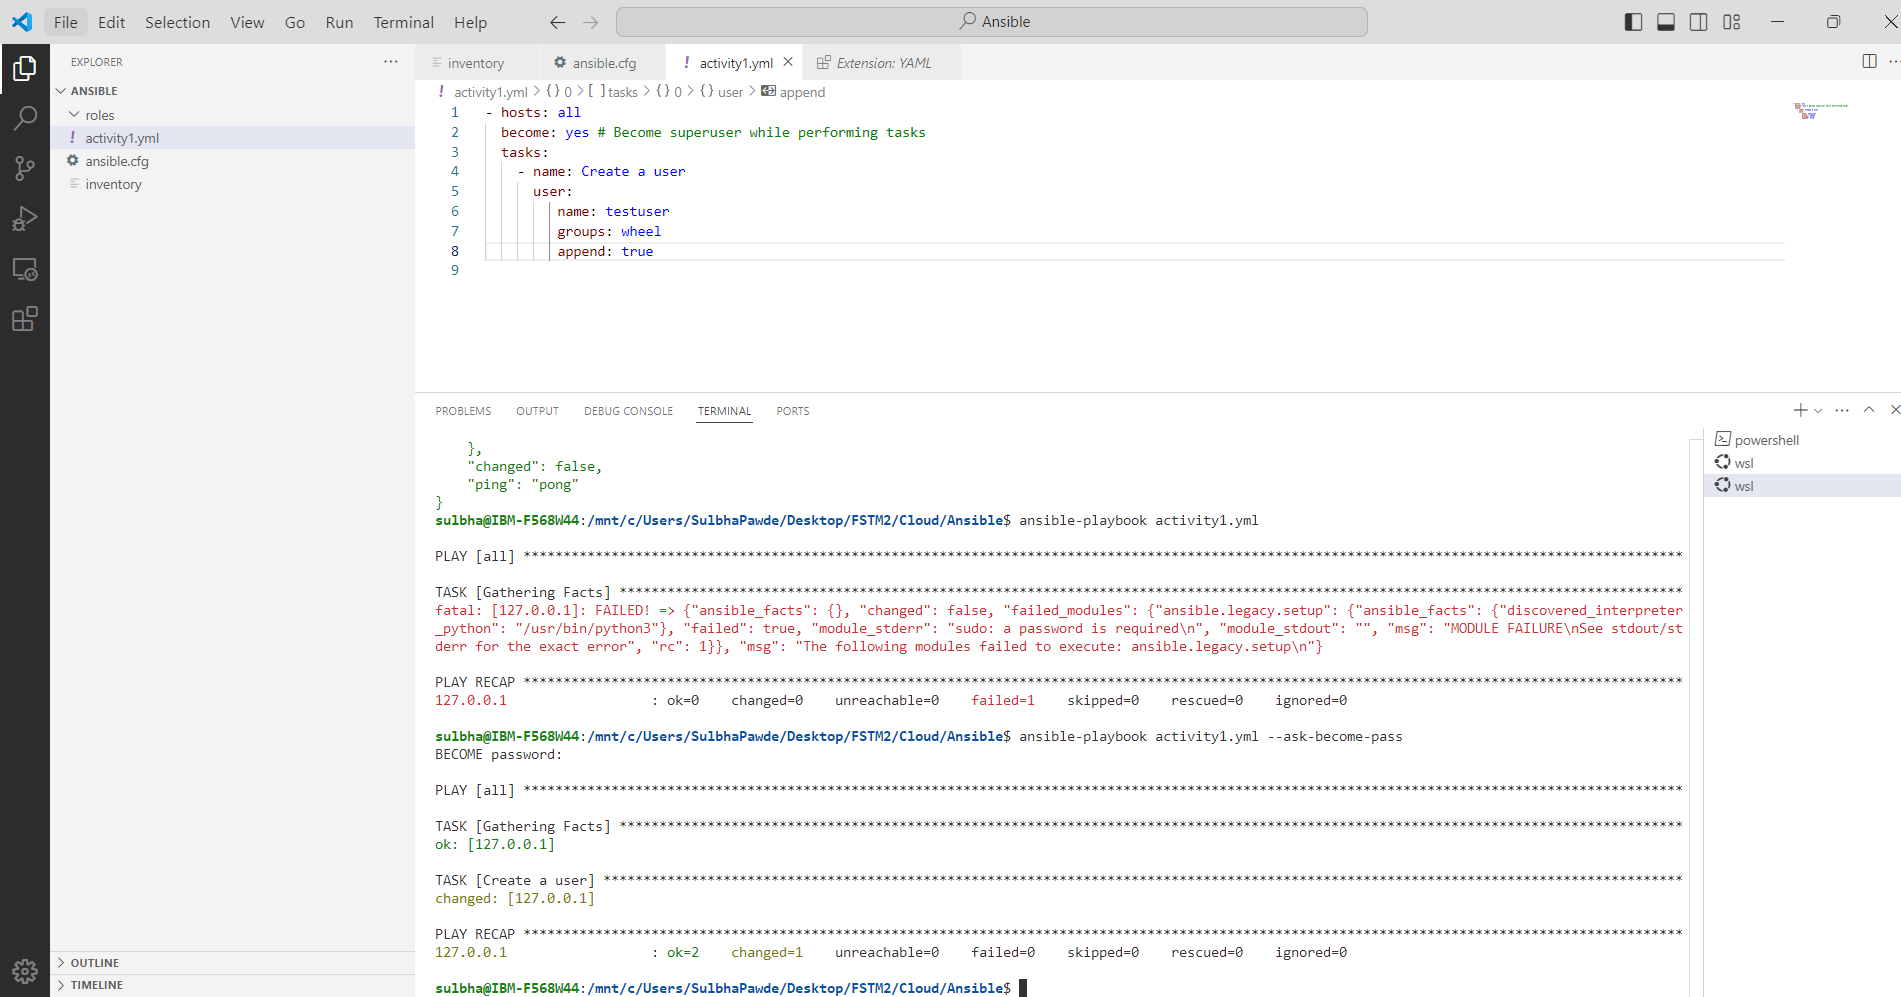 File Edit Selection View Go Run Terminal Help
Ansible
EXPLORER
ANSIBLE
roles
! activity1.yml
ansible.cfg
inventory
OUTLINE
TIMELINE
inventory
ansible.cfg
! activity1.yml
Extension: YAML
! activity1.yml > {} 0 > [ ] tasks > {} 0 > {} user > append
1 - hosts: all
2 become: yes # Become superuser while performing tasks
3 tasks:
4 - name: Create a user
5 user:
6 name: testuser
7 groups: wheel
8 append: true
9
PROBLEMS OUTPUT DEBUG CONSOLE TERMINAL PORTS
powershell
wsl
wsl
},
"changed": false,
"ping": "pong"
}
sulbha@IBM-F568W44:/mnt/c/Users/SulbhaPawde/Desktop/FSTM2/Cloud/Ansible$ ansible-playbook activity1.yml
PLAY [all] *************************************************************************************************************************************************
TASK [Gathering Facts] *************************************************************************************************************************************
fatal: [127.0.0.1]: FAILED! => {"ansible_facts": {}, "changed": false, "failed_modules": {"ansible.legacy.setup": {"ansible_facts": {"discovered_interpreter
_python": "/usr/bin/python3"}, "failed": true, "module_stderr": "sudo: a password is required\n", "module_stdout": "", "msg": "MODULE FAILURE\nSee stdout/st
derr for the exact error", "rc": 1}}, "msg": "The following modules failed to execute: ansible.legacy.setup\n"}
PLAY RECAP *************************************************************************************************************************************************
127.0.0.1 : ok=0 changed=0 unreachable=0 failed=1 skipped=0 rescued=0 ignored=0
sulbha@IBM-F568W44:/mnt/c/Users/SulbhaPawde/Desktop/FSTM2/Cloud/Ansible$ ansible-playbook activity1.yml --ask-become-pass
BECOME password:
PLAY [all] *************************************************************************************************************************************************
TASK [Gathering Facts] *************************************************************************************************************************************
ok: [127.0.0.1]
TASK [Create a user] ***************************************************************************************************************************************
changed: [127.0.0.1]
PLAY RECAP *************************************************************************************************************************************************
127.0.0.1 : ok=2 changed=1 unreachable=0 failed=0 skipped=0 rescued=0 ignored=0
sulbha@IBM-F568W44:/mnt/c/Users/SulbhaPawde/Desktop/FSTM2/Cloud/Ansible$